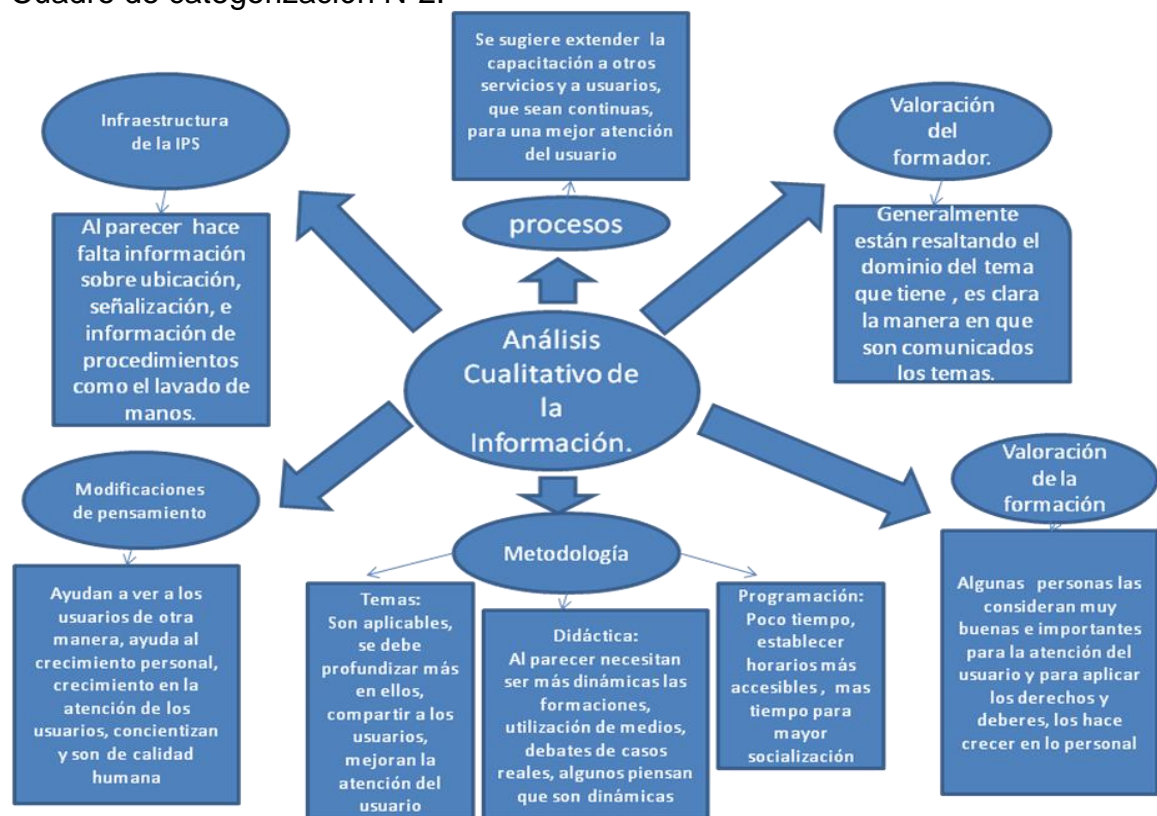 Cuadro de categorización N 2.
Se sugiere extender la
capacitación a otros
servicios y a usuarios,
que sean continuas,
para una mejor atención
del usuario
procesos
Infraestructura
de la IPS
Al parecer hace
falta información
sobre ubicación,
señalización, e
información de
procedimientos
como el lavado de
manos.
Valoración
del
formador.
Generalmente
están resaltando el
dominio del tema
que tiene , es clara
la manera en que
son comunicados
los temas.
Análisis
Cualitativo de
la
Información.
Modificaciones
de pensamiento
Ayudan a ver a los
usuarios de otra
manera, ayuda al
crecimiento personal,
crecimiento en la
atención de los
usuarios, concientizan
y son de calidad
humana
Metodología
Temas:
Son aplicables,
se debe
profundizar más
en ellos,
compartir a los
usuarios,
mejoran la
atención del
usuario
Didáctica:
Al parecer necesitan
ser más dinámicas las
formaciones,
utilización de medios,
debates de casos
reales, algunos piensan
que son dinámicas
Programación:
Poco tiempo,
establecer
horarios más
accesibles , mas
tiempo para
mayor
socialización
Valoración
de la
formación
Algunas personas las
consideran muy
buenas e importantes
para la atención del
usuario y para aplicar
los derechos y
deberes, los hace
crecer en lo personal